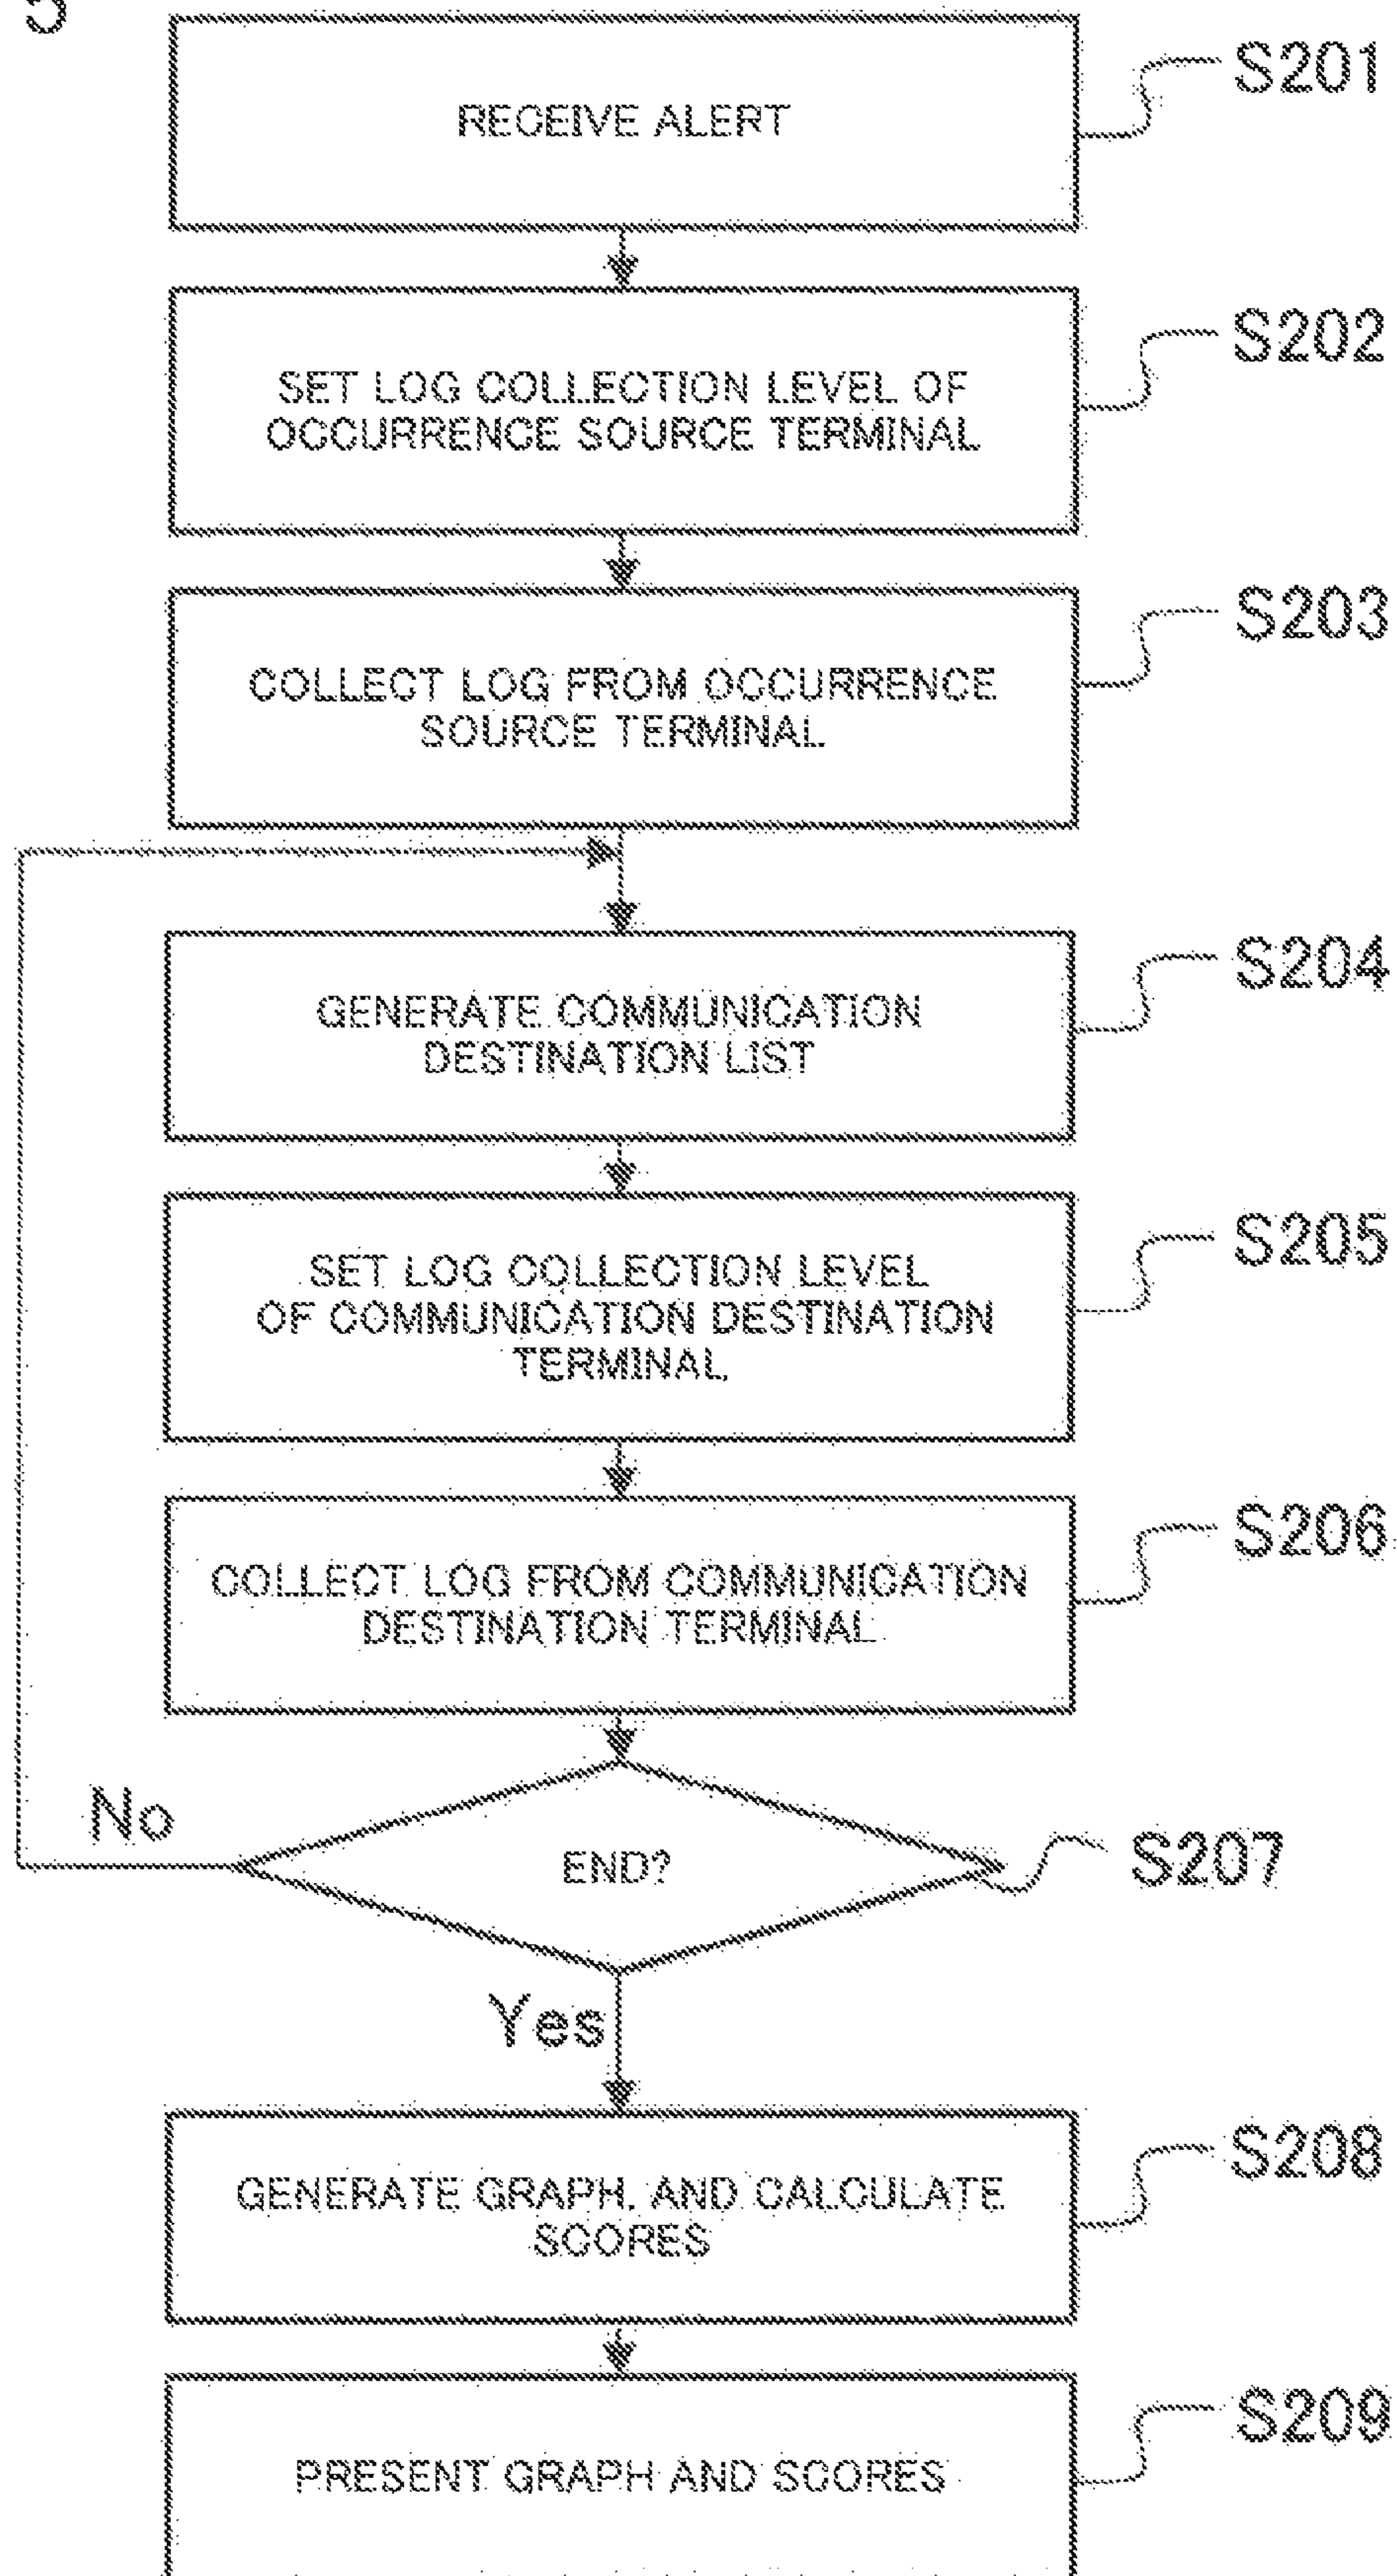 5
RECEIVE ALERT
S201
SET LOG COLLECTION LEVEL OF
OCCURRENCE SOURCE TERMINAL
S202
COLLECT LOG FROM OCCURRENCE
SOURCE TERMINAL
S203
GENERATE COMMUNICATION
DESTINATION LIST
S204
SET LOG COLLECTION LEVEL
OF COMMUNICATION DESTINATION
TERMINAL
S205
COLLECT LOG FROM COMMUNICATION
DESTINATION TERMINAL
S206
No
END?
S207
Yes
GENERATE GRAPH, AND CALCULATE
SCORES
S208
PRESENT GRAPH AND SCORES
S209